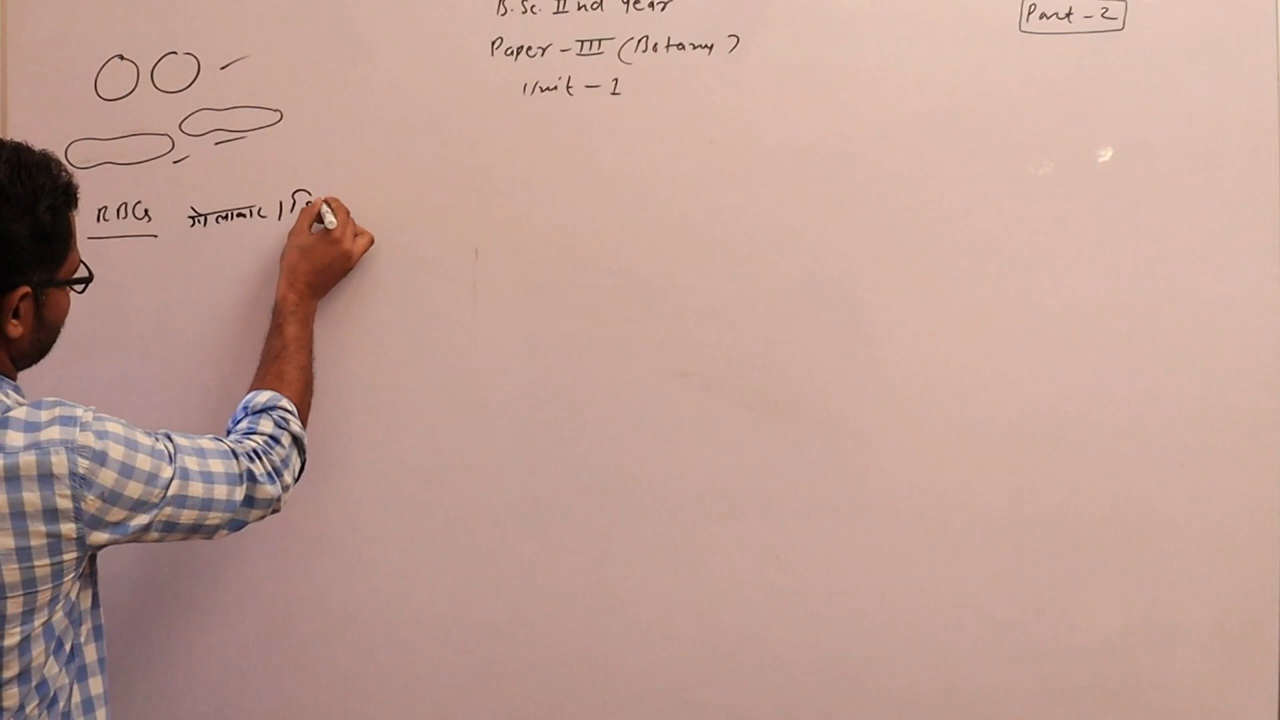 B.Sc. IInd Year
Part-2
Paper-III (Botany)
Unit-1
RBCs गोलाकार /